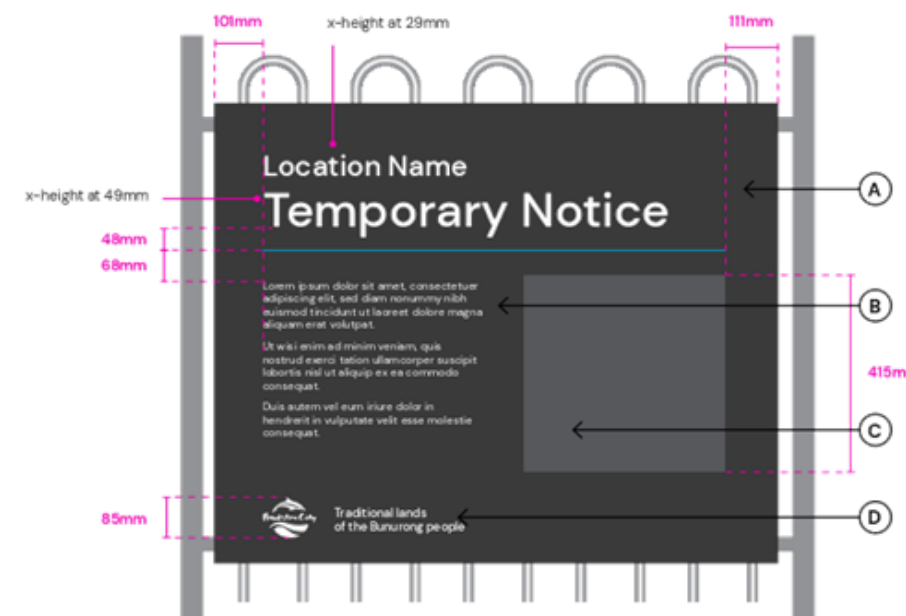 101mm
x-height at 29mm
111mm
Location Name
A
x-height at 49mm
Temporary Notice
48mm
68mm
Lorem ipsum dolor sit amet, consectetuer
adipiscing elit, sed diam nonummy nibh
euismod tincidunt ut laoreet dolore magna
aliquam erat volutpat.
B
Ut wisi enim ad minim veniam, quis
nostrud exerci tation ullamcorper suscipit
lobortis nisl ut aliquip ex ea commodo
consequat.
415m
Duis autem vel eum iriure dolor in
hendrerit in vulputate velit esse molestie
consequat.
C
85mm
Traditional lands
of the Bunurong people
D